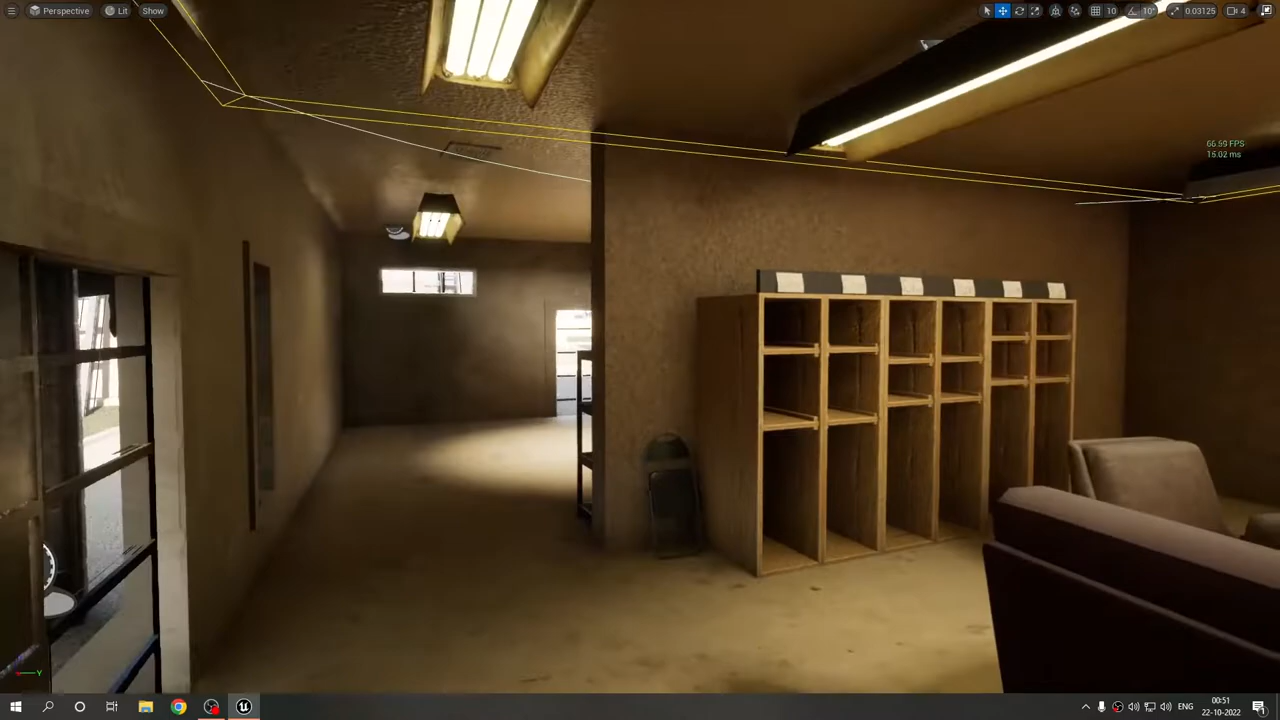 Perspective Lit Show 10 10° 0.03125 4
66.59 FPS
15.02 ms
Y
ENG 00:51
22-10-2022